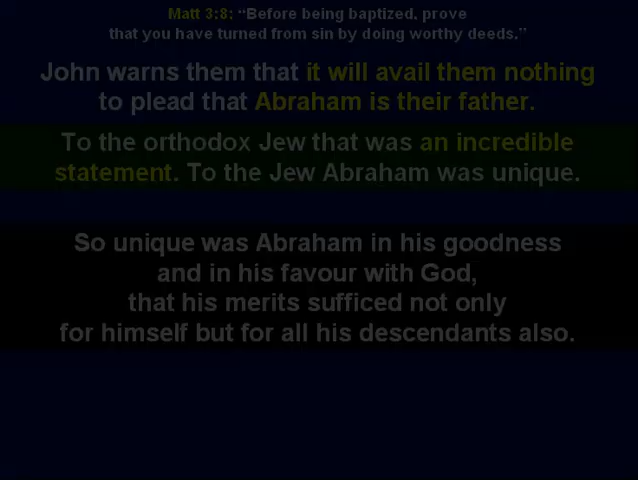 Matt 3:8: “Before being baptized, prove
that you have turned from sin by doing worthy deeds.”
John warns them that it will avail them nothing
to plead that Abraham is their father.
To the orthodox Jew that was an incredible
statement. To the Jew Abraham was unique.
So unique was Abraham in his goodness
and in his favour with God,
that his merits sufficed not only
for himself but for all his descendants also.